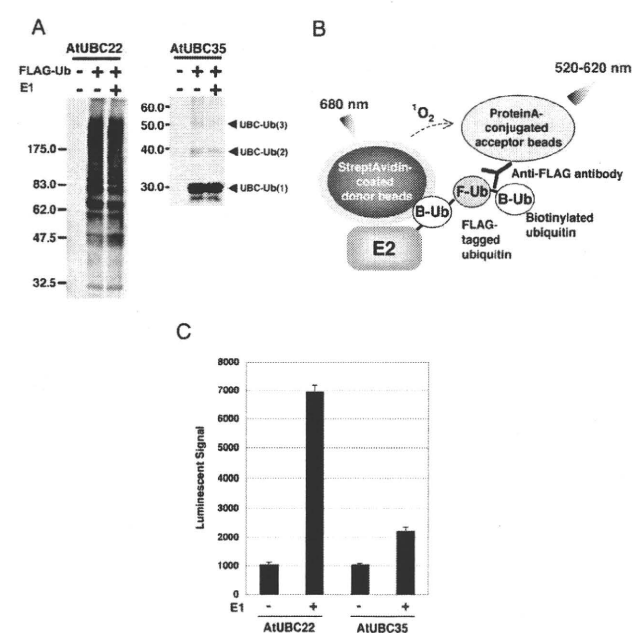 A
AtUBC22
AtUBC35
FLAG-Ub - + + - + +
E1 - - + - - +
175.0
83.0
62.0
47.5
32.5
60.0
50.0
40.0
30.0
UBC-Ub(3)
UBC-Ub(2)
UBC-Ub(1)
B
680 nm
1O2
520-620 nm
ProteinA-
conjugated
acceptor beads
StreptAvidin-
coated
donor beads
Anti-FLAG antibody
B-Ub
F-Ub
B-Ub
E2
FLAG-
tagged
ubiquitin
Biotinylated
ubiquitin
C
Luminescent Signal
8000
7000
6000
5000
4000
3000
2000
1000
0
E1 - + - +
AtUBC22
AtUBC35